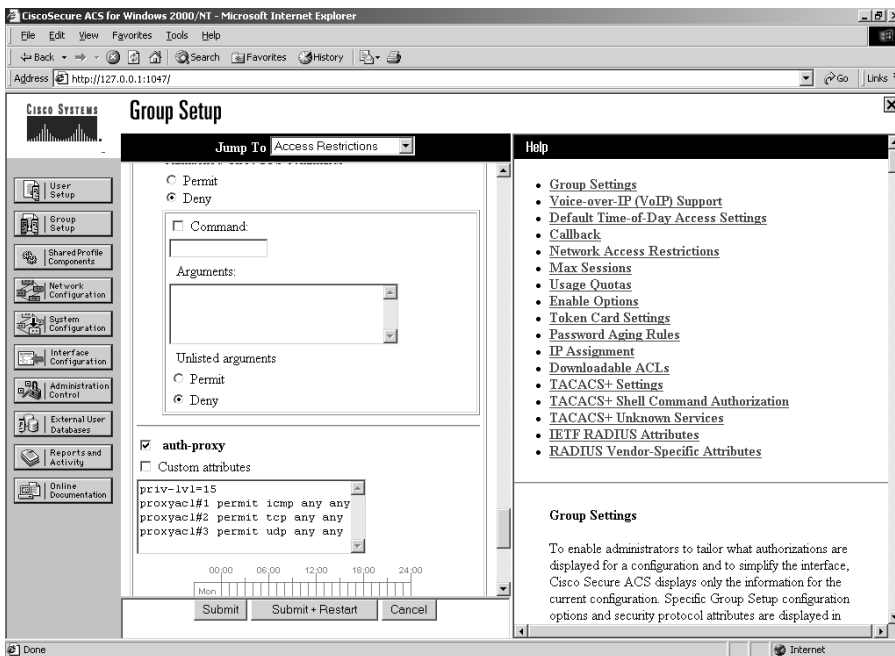 CiscoSecure ACS for Windows 2000/NT - Microsoft Internet Explorer
File Edit View Favorites Tools Help
Back Search Favorites History
Address http://127.0.0.1:1047/ Go Links
CISCO SYSTEMS
Group Setup
Jump To Access Restrictions
User Setup
Group Setup
Shared Profile Components
Network Configuration
System Configuration
Interface Configuration
Administration Control
External User Databases
Reports and Activity
Online Documentation
Permit
Deny
Command:
Arguments:
Unlisted arguments
Permit
Deny
auth-proxy
Custom attributes
priv-lvl=15
proxyacl#1 permit icmp any any
proxyacl#2 permit tcp any any
proxyacl#3 permit udp any any
00:00 06:00 12:00 18:00 24:00
Mon
Submit Submit + Restart Cancel
Help
Group Settings
Voice-over-IP (VoIP) Support
Default Time-of-Day Access Settings
Callback
Network Access Restrictions
Max Sessions
Usage Quotas
Enable Options
Token Card Settings
Password Aging Rules
IP Assignment
Downloadable ACLs
TACACS+ Settings
TACACS+ Shell Command Authorization
TACACS+ Unknown Services
IETF RADIUS Attributes
RADIUS Vendor-Specific Attributes
Group Settings
To enable administrators to tailor what authorizations are
displayed for a configuration and to simplify the interface,
Cisco Secure ACS displays only the information for the
current configuration. Specific Group Setup configuration
options and security protocol attributes are displayed in
Done Internet